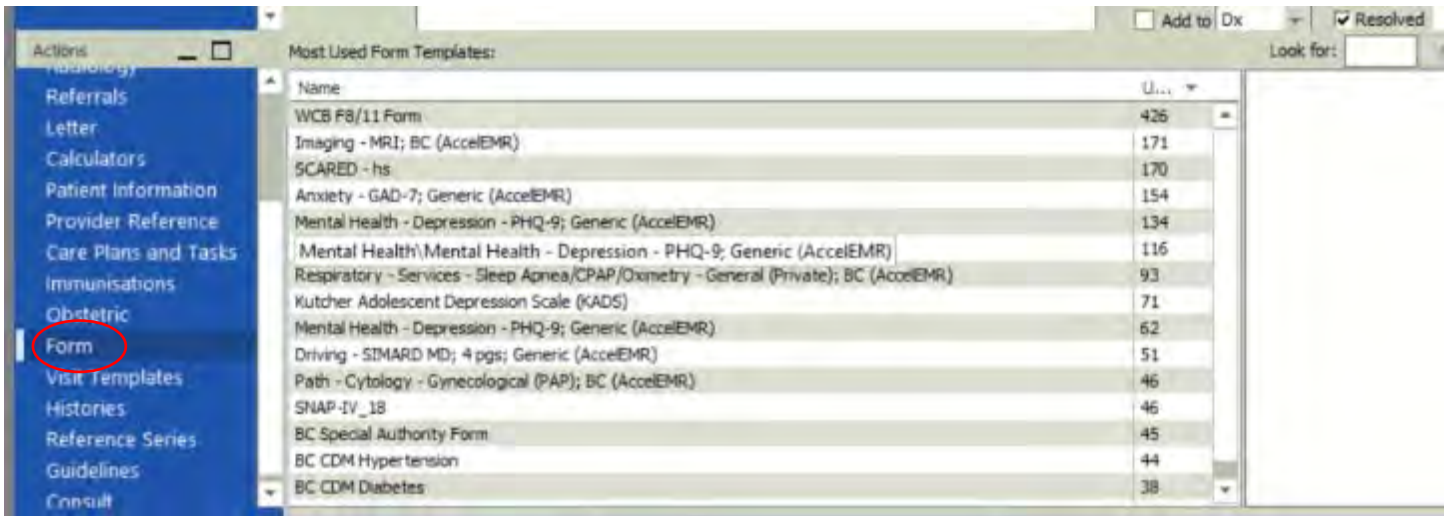 Add to Dx Resolved
Actions Most Used Form Templates: Look for:
Radiology
Referrals
Letter
Calculators
Patient Information
Provider Reference
Care Plans and Tasks
Immunisations
Obstetric
Form
Visit Templates
Histories
Reference Series
Guidelines
Consult
Name U...
WCB F8/11 Form 426
Imaging - MRI; BC (AccelEMR) 171
SCARED - hs 170
Anxiety - GAD-7; Generic (AccelEMR) 154
Mental Health - Depression - PHQ-9; Generic (AccelEMR) 134
Mental Health\Mental Health - Depression - PHQ-9; Generic (AccelEMR) 116
Respiratory - Services - Sleep Apnea/CPAP/Oximetry - General (Private); BC (AccelEMR) 93
Kutcher Adolescent Depression Scale (KADS) 71
Mental Health - Depression - PHQ-9; Generic (AccelEMR) 62
Driving - SIMARD MD; 4 pgs; Generic (AccelEMR) 51
Path - Cytology - Gynecological (PAP); BC (AccelEMR) 46
SNAP-IV_18 46
BC Special Authority Form 45
BC CDM Hypertension 44
BC CDM Diabetes 38